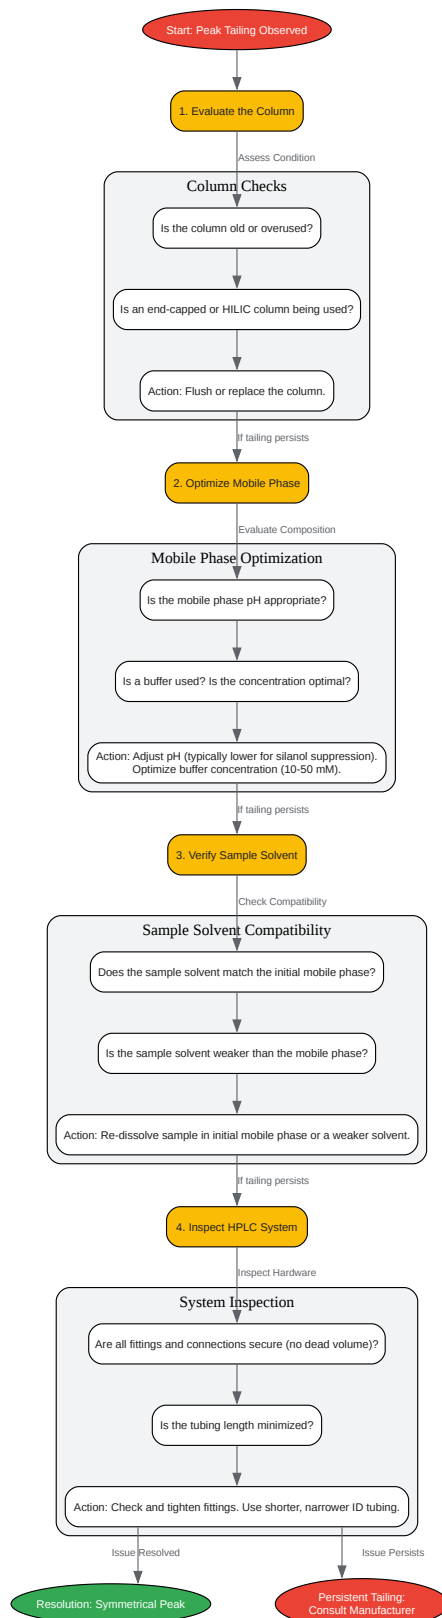 Start: Peak Tailing Observed
1. Evaluate the Column
Assess Condition
Column Checks
Is the column old or overused?
Is an end-capped or HILIC column being used?
Action: Flush or replace the column.
If tailing persists
2. Optimize Mobile Phase
Evaluate Composition
Mobile Phase Optimization
Is the mobile phase pH appropriate?
Is a buffer used? Is the concentration optimal?
Action: Adjust pH (typically lower for silanol suppression).
Optimize buffer concentration (10-50 mM).
If tailing persists
3. Verify Sample Solvent
Check Compatibility
Sample Solvent Compatibility
Does the sample solvent match the initial mobile phase?
Is the sample solvent weaker than the mobile phase?
Action: Re-dissolve sample in initial mobile phase or a weaker solvent.
If tailing persists
4. Inspect HPLC System
Inspect Hardware
System Inspection
Are all fittings and connections secure (no dead volume)?
Is the tubing length minimized?
Action: Check and tighten fittings. Use shorter, narrower ID tubing.
Issue Resolved
Issue Persists
Resolution: Symmetrical Peak
Persistent Tailing:
Consult Manufacturer